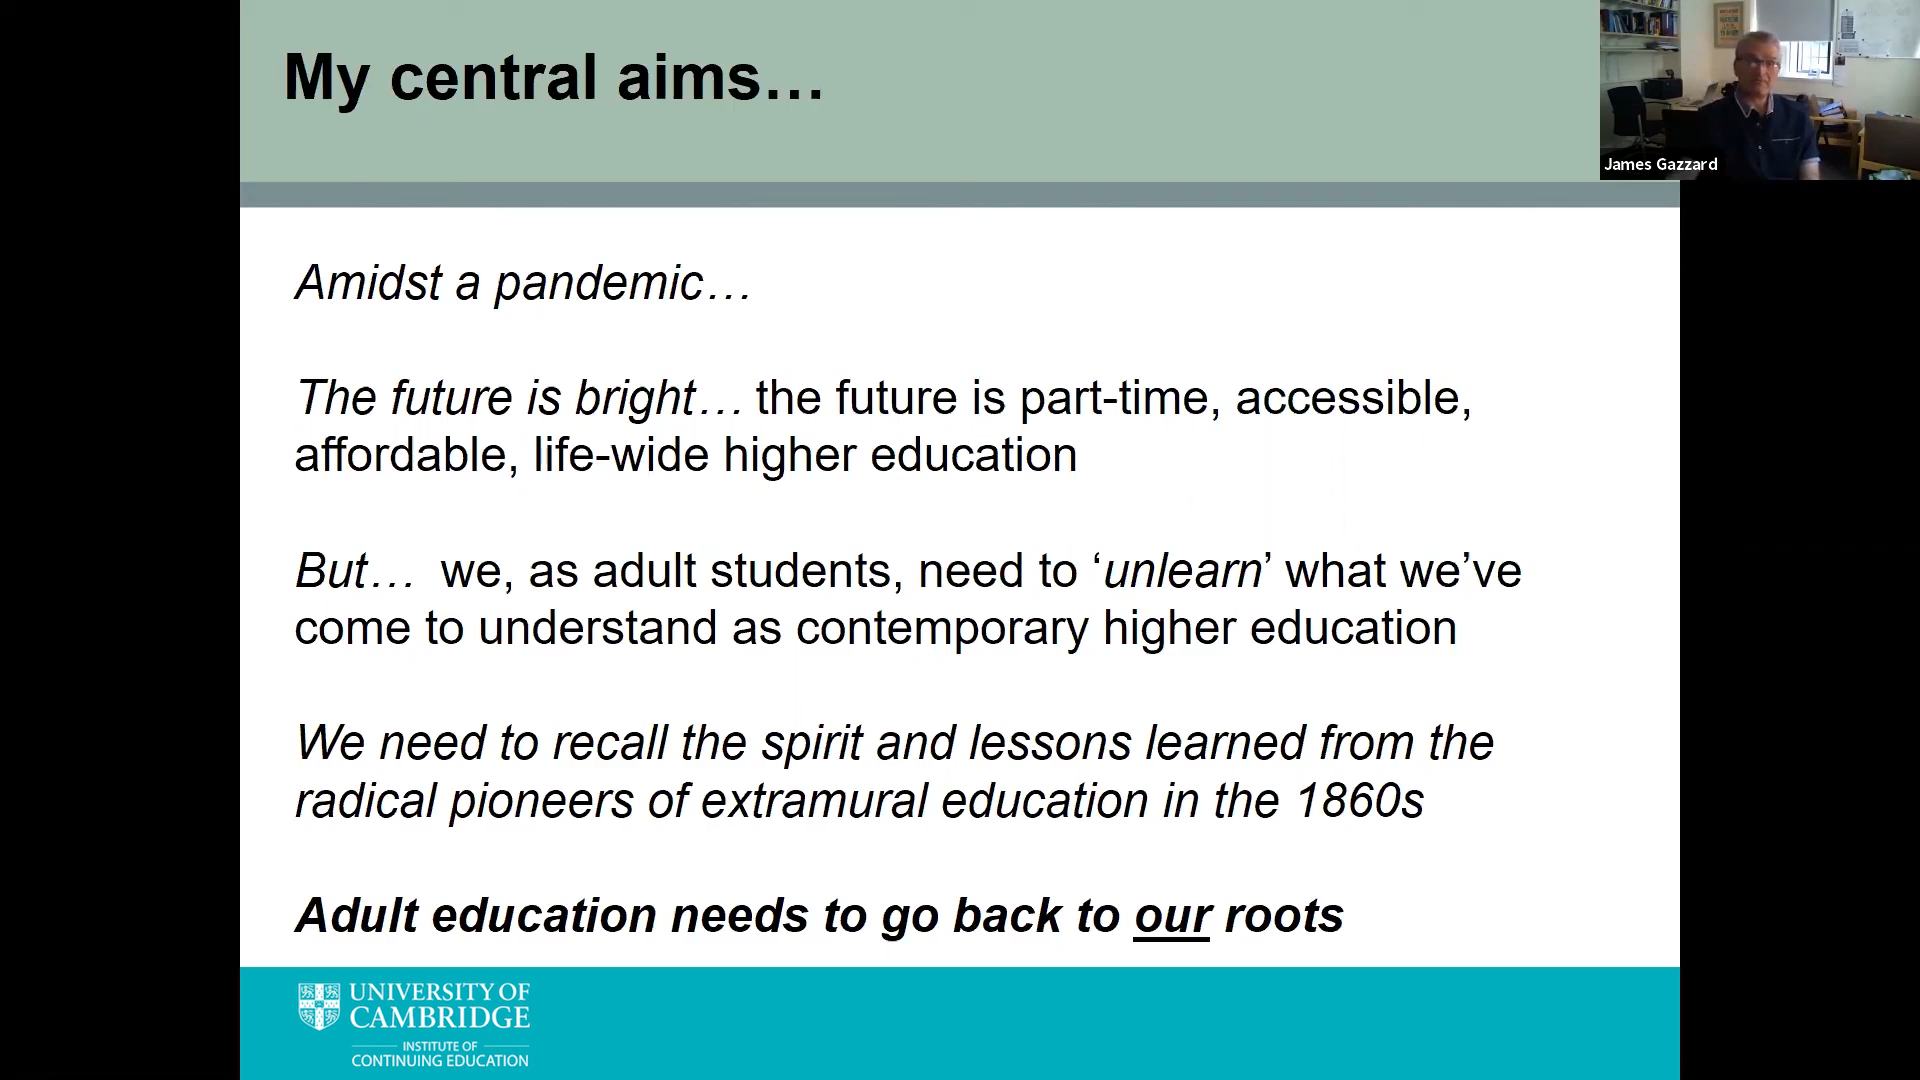 My central aims…
James Gazzard
Amidst a pandemic…
The future is bright… the future is part-time, accessible,
affordable, life-wide higher education
But… we, as adult students, need to ‘unlearn’ what we’ve
come to understand as contemporary higher education
We need to recall the spirit and lessons learned from the
radical pioneers of extramural education in the 1860s
Adult education needs to go back to our roots
UNIVERSITY OF
CAMBRIDGE
INSTITUTE OF
CONTINUING EDUCATION